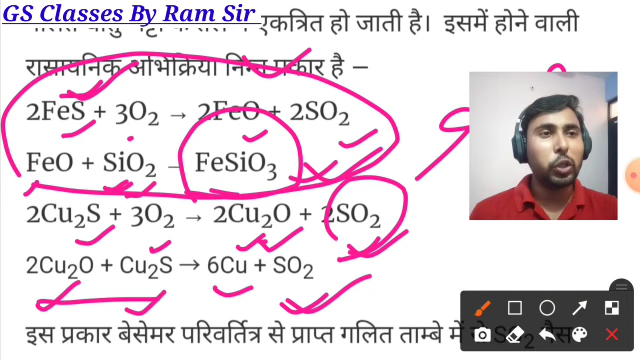 GS Classes By Ram Sir
एकत्रित हो जाती है। इसमें होने वाली
रासायनिक अभिक्रिया निम्न प्रकार है –
2FeS + 3O₂ → 2FeO + 2SO₂
FeO + SiO₂ → FeSiO₃
2Cu₂S + 3O₂ → 2Cu₂O + 2SO₂
2Cu₂O + Cu₂S → 6Cu + SO₂
इस प्रकार बेसेमर परिवर्तित्र से प्राप्त गलित ताम्बे में से SO₂ गैस